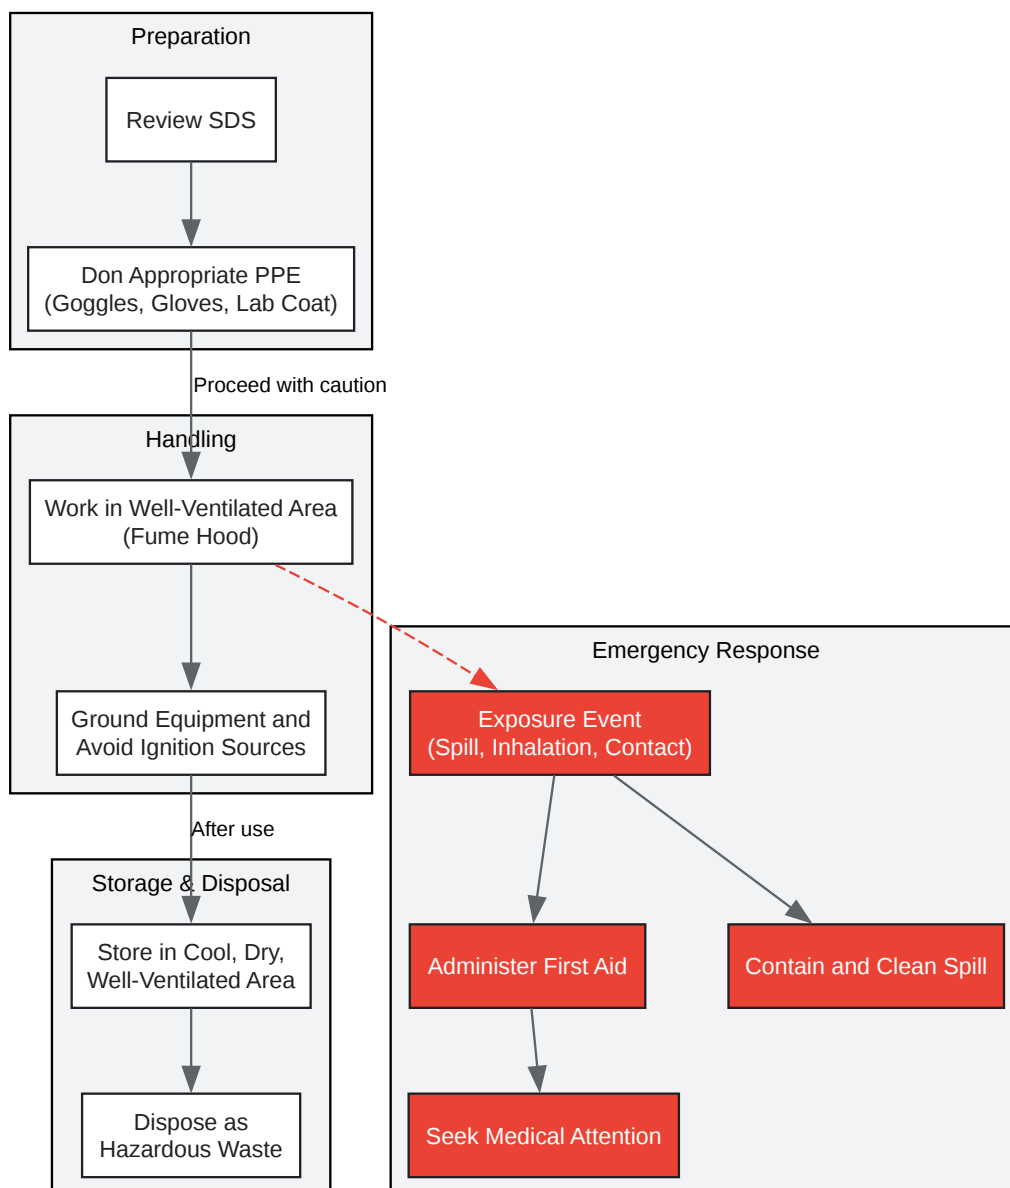 Preparation
Review SDS
Don Appropriate PPE
(Goggles, Gloves, Lab Coat)
Proceed with caution
Handling
Work in Well-Ventilated Area
(Fume Hood)
Ground Equipment and
Avoid Ignition Sources
After use
Storage & Disposal
Store in Cool, Dry,
Well-Ventilated Area
Dispose as
Hazardous Waste
Emergency Response
Exposure Event
(Spill, Inhalation, Contact)
Administer First Aid
Contain and Clean Spill
Seek Medical Attention